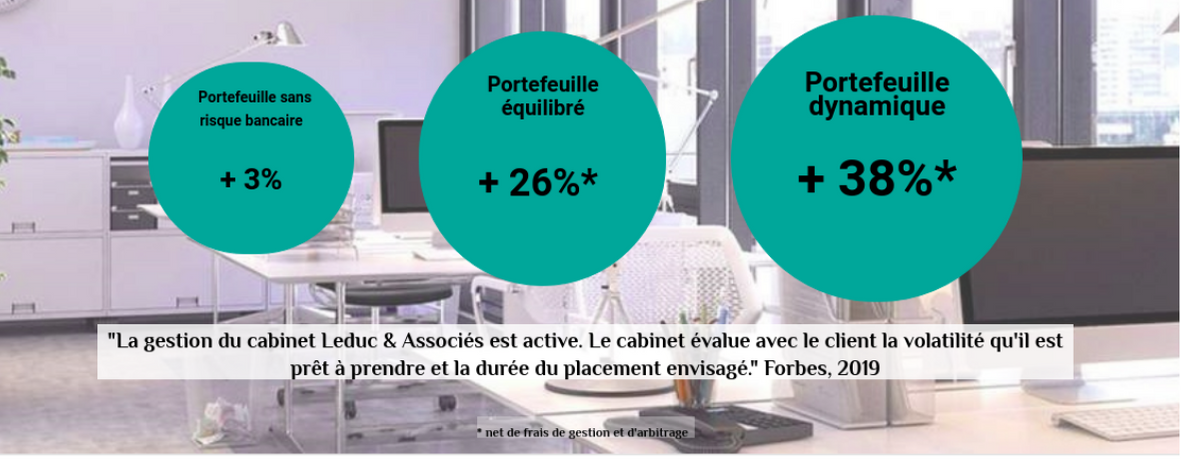 Portefeuille sans
risque bancaire
+ 3%
Portefeuille
équilibré
+ 26%*
Portefeuille
dynamique
+ 38%*
"La gestion du cabinet Leduc & Associés est active. Le cabinet évalue avec le client la volatilité qu'il est
prêt à prendre et la durée du placement envisagé." Forbes, 2019
* net de frais de gestion et d'arbitrage